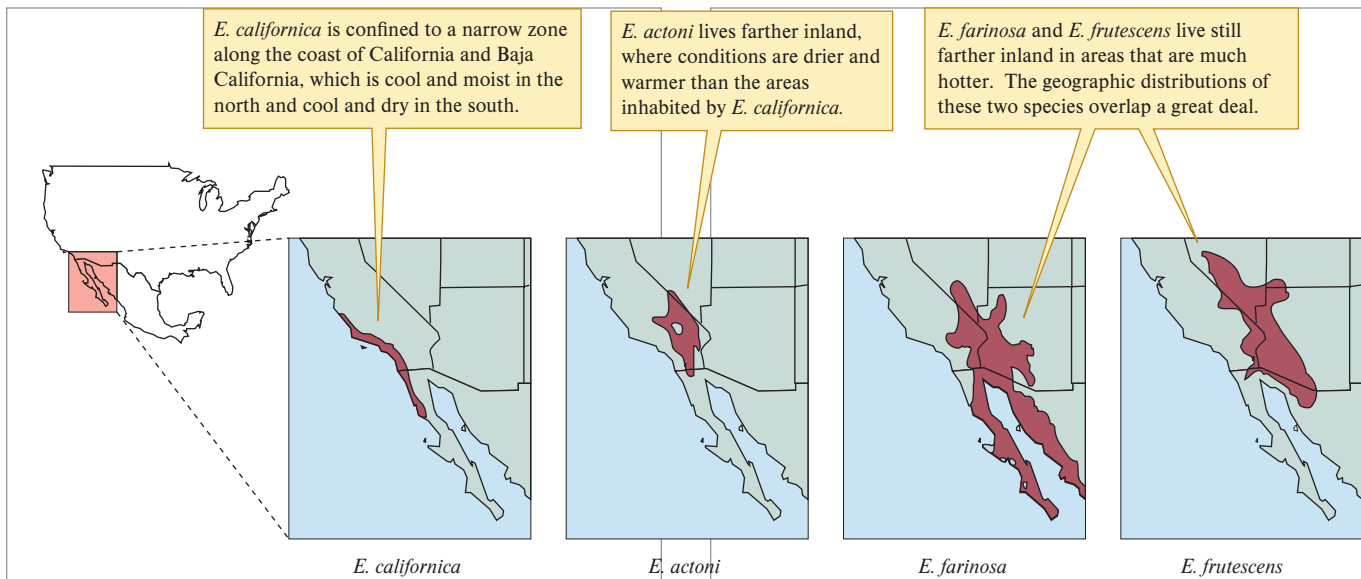 E. californica is confined to a narrow zone
along the coast of California and Baja
California, which is cool and moist in the
north and cool and dry in the south.
E. actoni lives farther inland,
where conditions are drier and
warmer than the areas
inhabited by E. californica.
E. farinosa and E. frutescens live still
farther inland in areas that are much
hotter. The geographic distributions of
these two species overlap a great deal.
E. californica
E. actoni
E. farinosa
E. frutescens